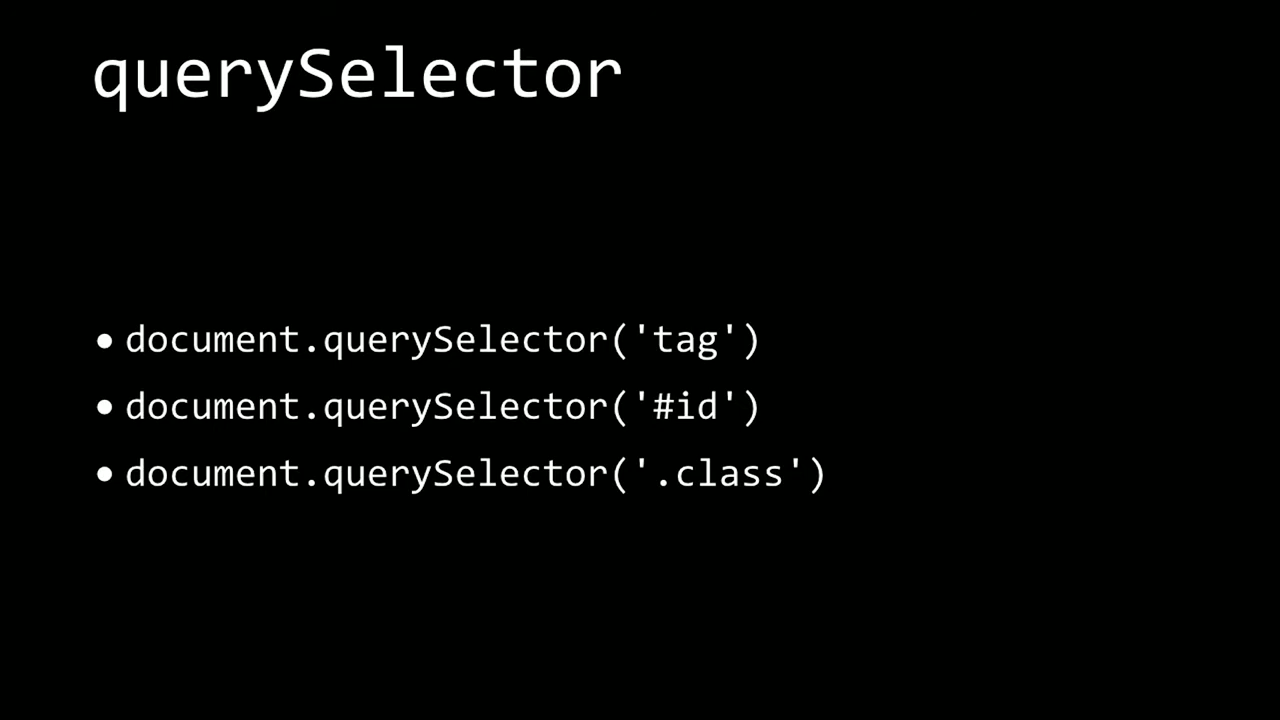 querySelector
• document.querySelector('tag')
• document.querySelector('#id')
• document.querySelector('.class')